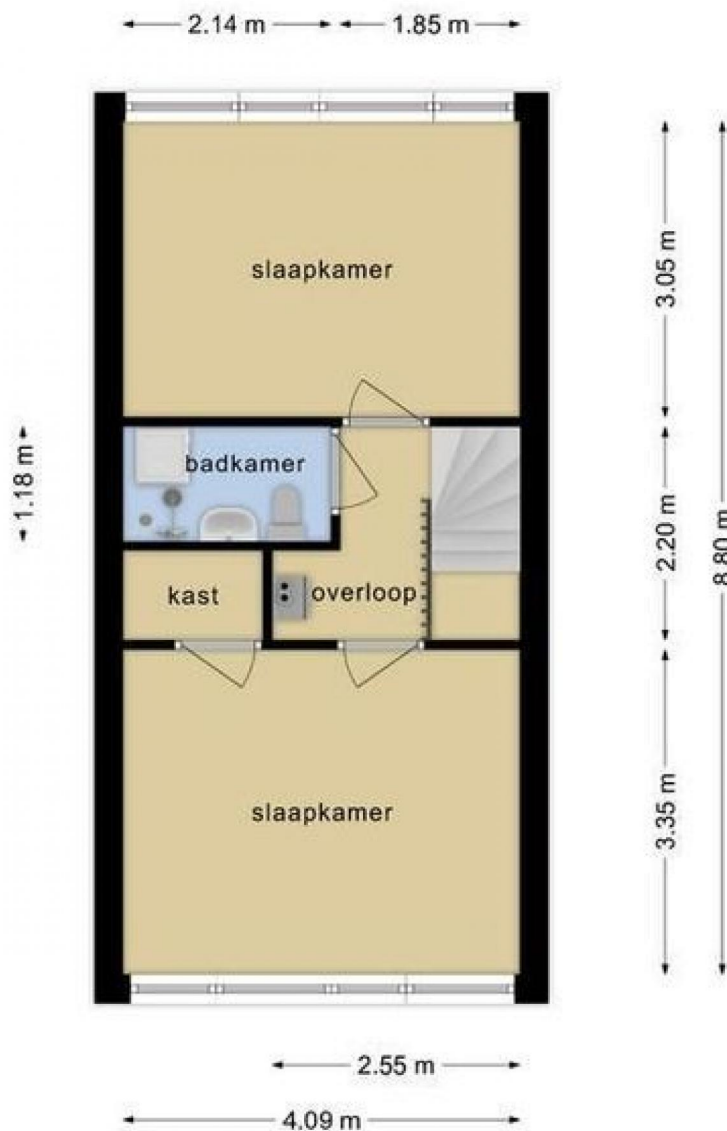 2.14 m
1.85 m
slaapkamer
3.05 m
badkamer
1.18 m
2.20 m
8.80 m
kast
overloop
3.35 m
slaapkamer
2.55 m
4.09 m